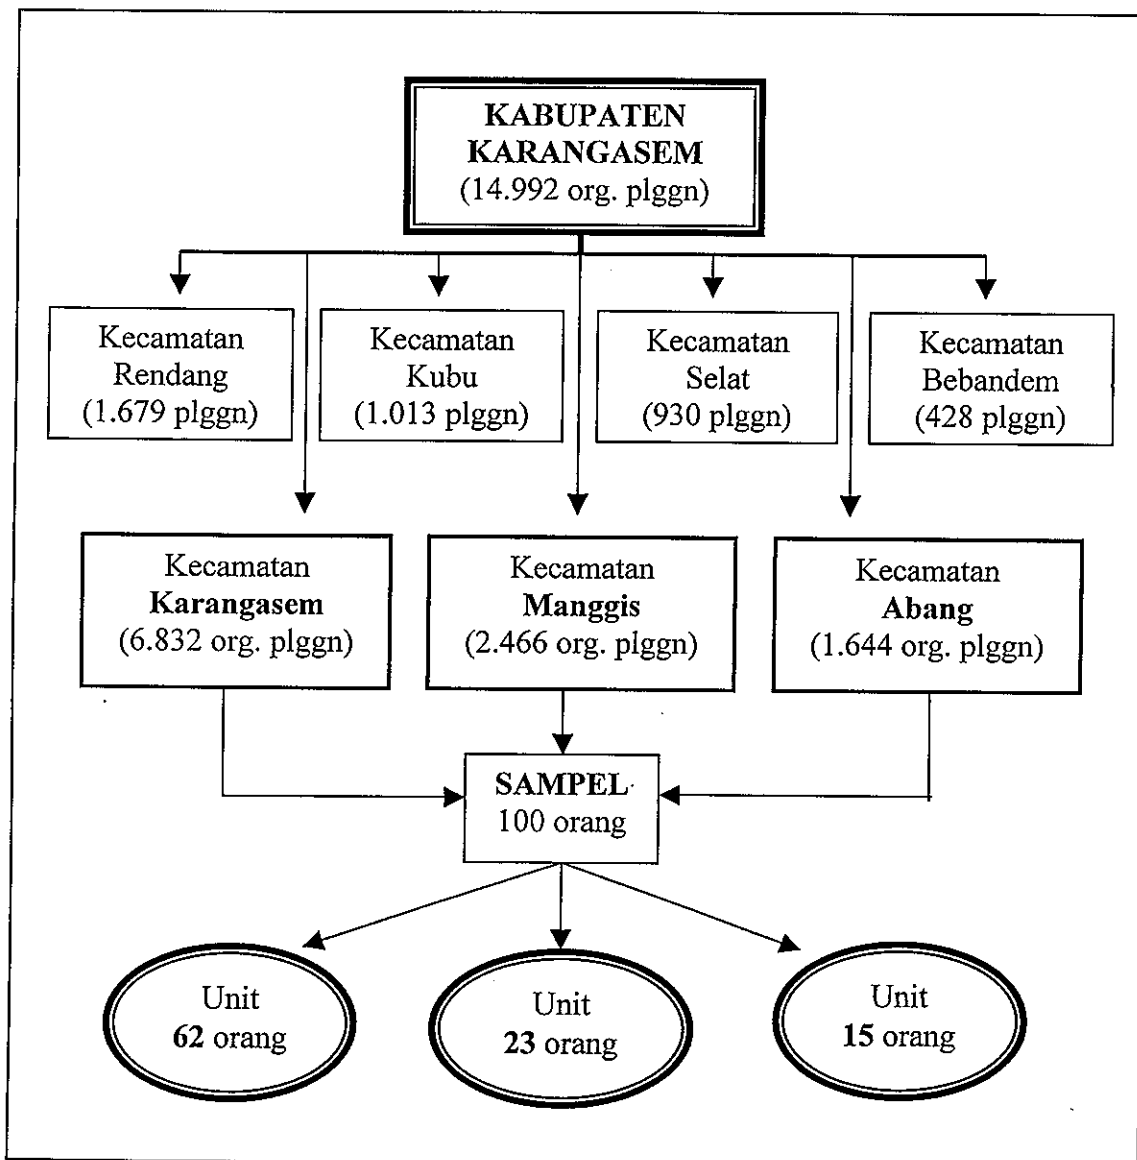 KABUPATEN
KARANGASEM
(14.992 org. plggn)
Kecamatan
Rendang
(1.679 plggn)
Kecamatan
Kubu
(1.013 plggn)
Kecamatan
Selat
(930 plggn)
Kecamatan
Bebandem
(428 plggn)
Kecamatan
Karangasem
(6.832 org. plggn)
Kecamatan
Manggis
(2.466 org. plggn)
Kecamatan
Abang
(1.644 org. plggn)
SAMPEL
100 orang
Unit
62 orang
Unit
23 orang
Unit
15 orang